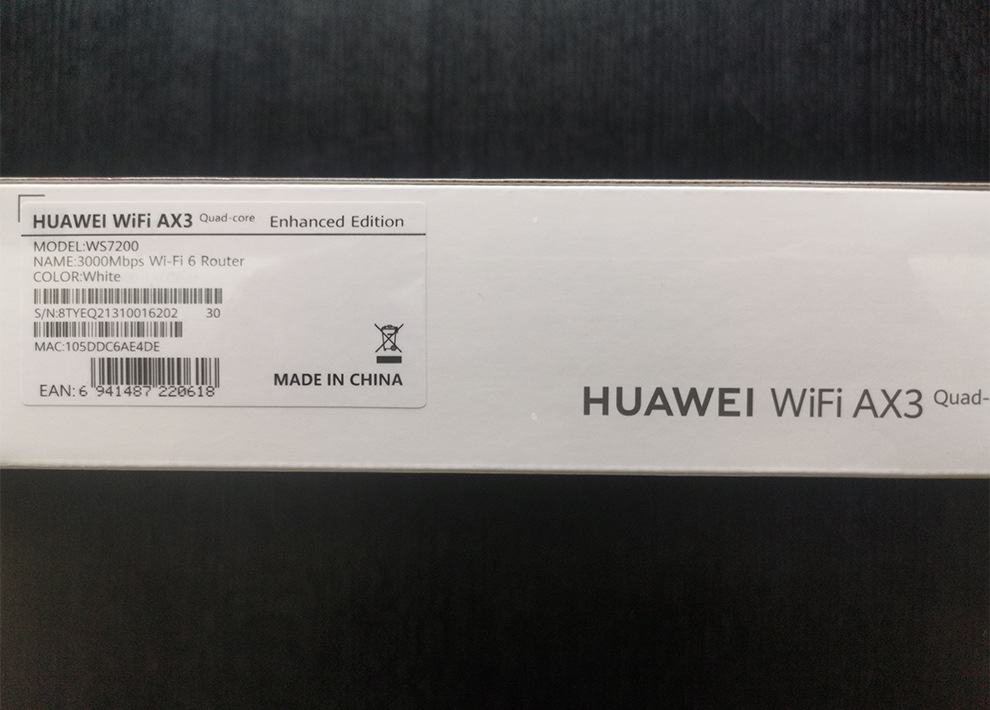 HUAWEI WiFi AX3 Quad-core Enhanced Edition
MODEL:WS7200
NAME:3000Mbps Wi-Fi 6 Router
COLOR:White
S/N:8TYEQ21310016202 30
MAC:105DDC6AE4DE
EAN: 6 941487 220618
MADE IN CHINA
HUAWEI WiFi AX3 Quad-